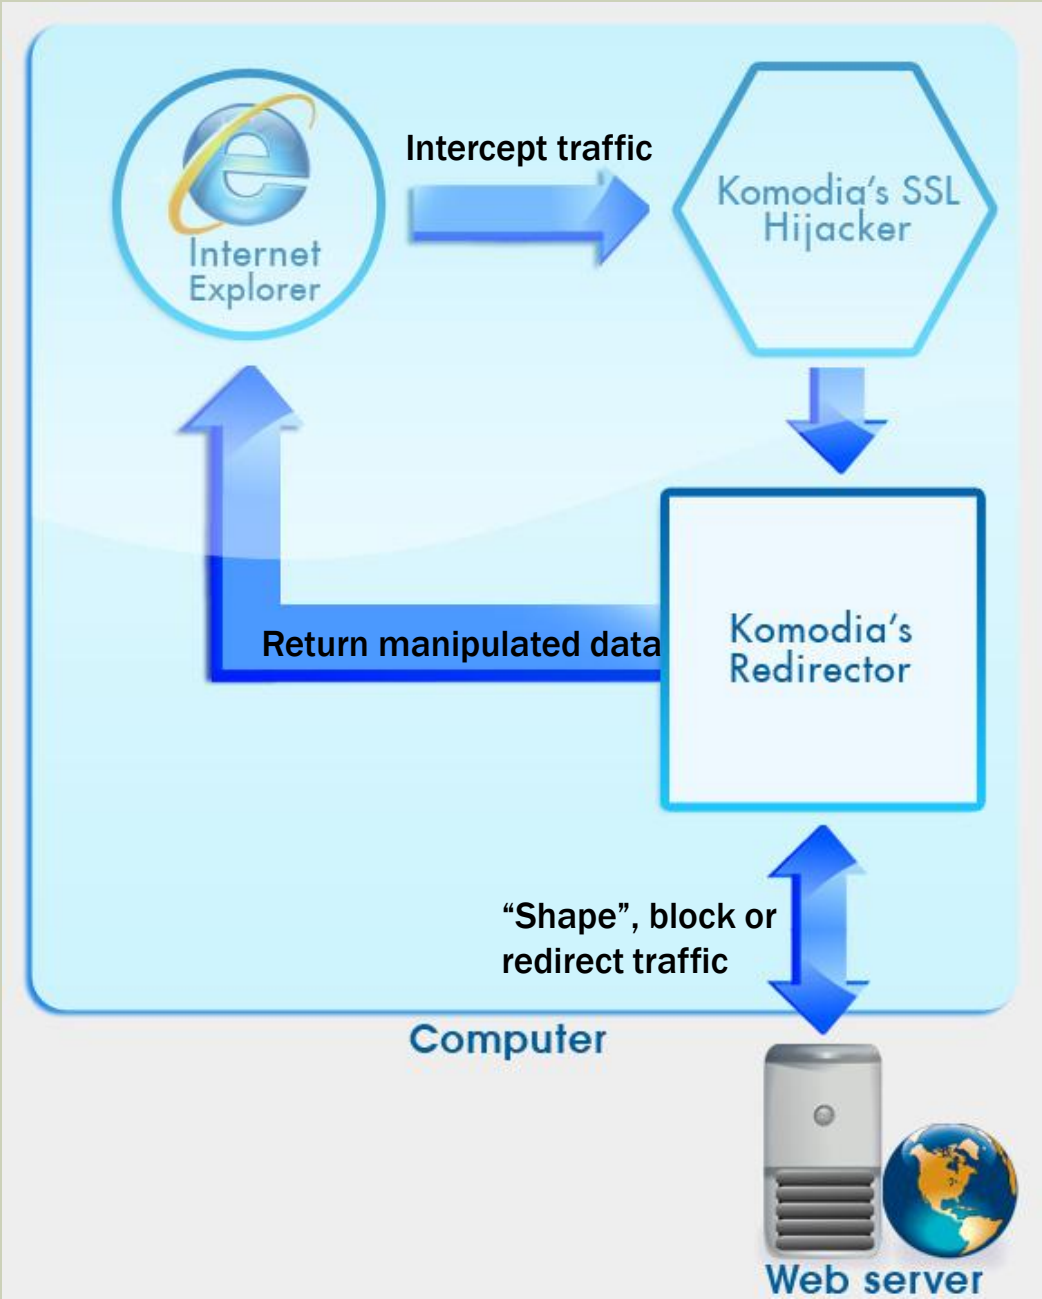 Intercept traffic
Komodia's SSL
Hijacker
Internet
Explorer
Return manipulated data
Komodia's
Redirector
“Shape”, block or
redirect traffic
Computer
Web server